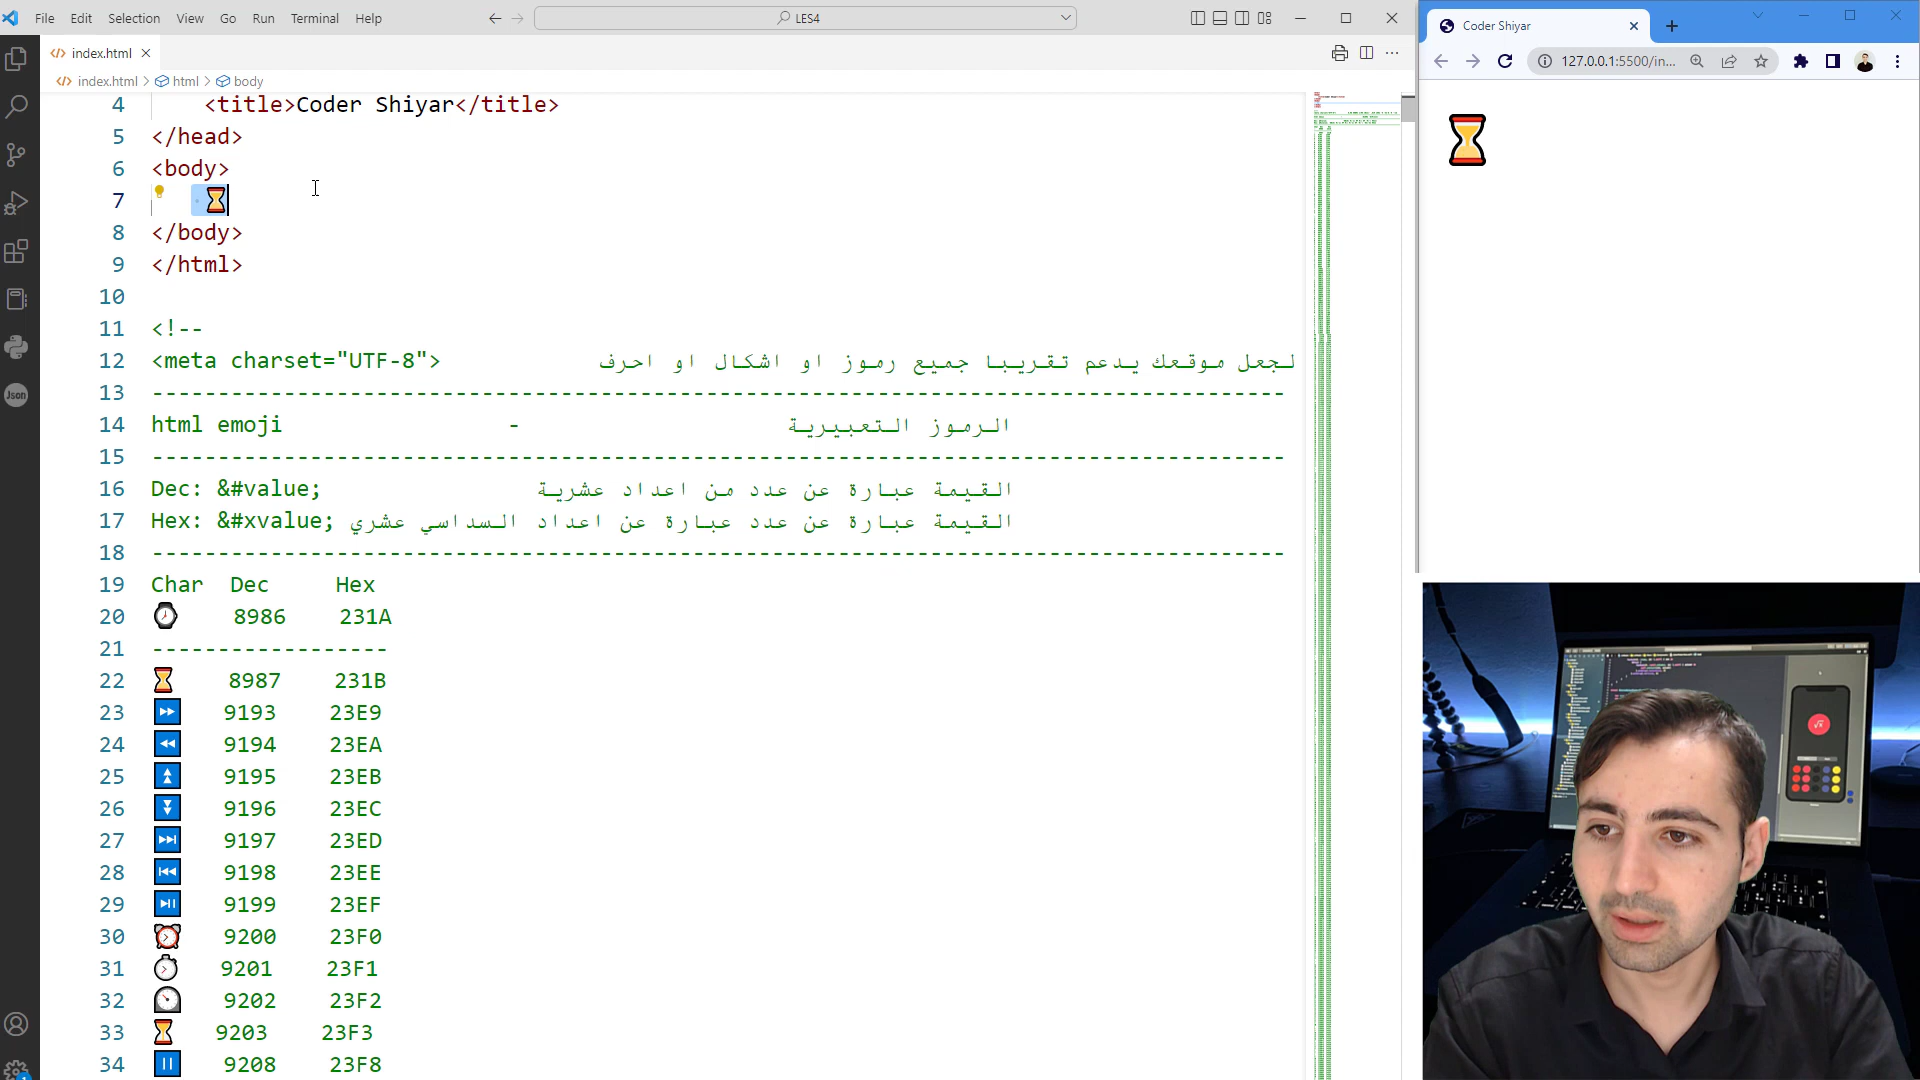 File Edit Selection View Go Run Terminal Help
LES4
index.html
index.html > html > body
4 <title>Coder Shiyar</title>
5 </head>
6 <body>
7 ⌛
8 </body>
9 </html>
10
11 <!--
12 <meta charset="UTF-8"> لجعل موقعك يدعم تقريبا جميع رموز او اشكال او احرف
13 --------------------------------------------------------------------------------------
14 html emoji - الرموز التعبيرية
15 --------------------------------------------------------------------------------------
16 Dec: &#value; القيمة عبارة عن عدد من اعداد عشرية
17 Hex: &#xvalue; القيمة عبارة عن عدد عبارة عن اعداد السداسي عشري
18 --------------------------------------------------------------------------------------
19 Char Dec Hex
20 ⌚ 8986 231A
21 ------------------
22 ⌛ 8987 231B
23 ⏩ 9193 23E9
24 ⏪ 9194 23EA
25 ⏫ 9195 23EB
26 ⏬ 9196 23EC
27 ⏭ 9197 23ED
28 ⏮ 9198 23EE
29 ⏯ 9199 23EF
30 ⏰ 9200 23F0
31 ⏱ 9201 23F1
32 ⏲ 9202 23F2
33 ⏳ 9203 23F3
34 ⏸ 9208 23F8
Json
Coder Shiyar
127.0.0.1:5500/in...
⌛